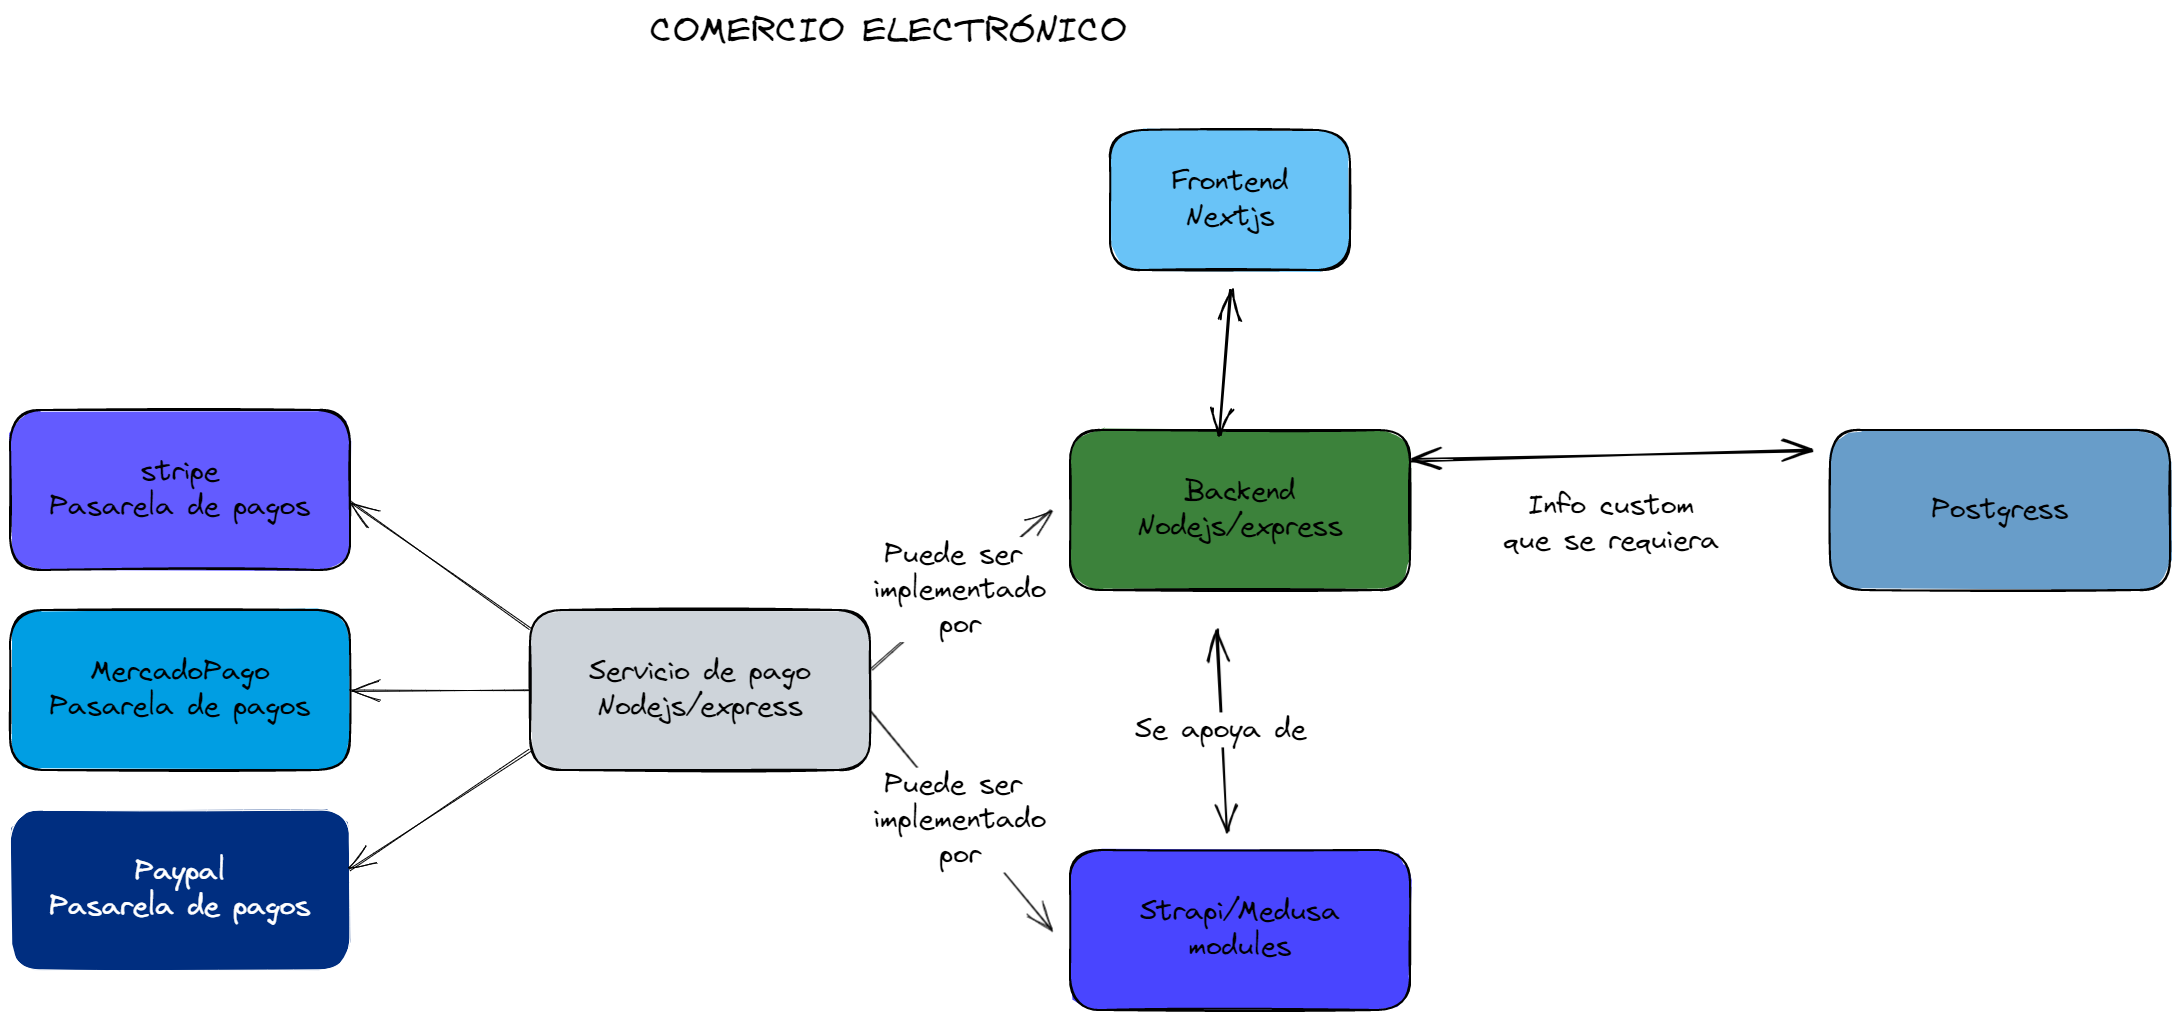 COMERCIO ELECTRÓNICO
Frontend
Nextjs
stripe
Pasarela de pagos
Backend
Nodejs/express
Info custom
que se requiera
Postgress
Puede ser
implementado
por
MercadoPago
Pasarela de pagos
Servicio de pago
Nodejs/express
Se apoya de
Puede ser
implementado
por
Paypal
Pasarela de pagos
Strapi/Medusa
modules